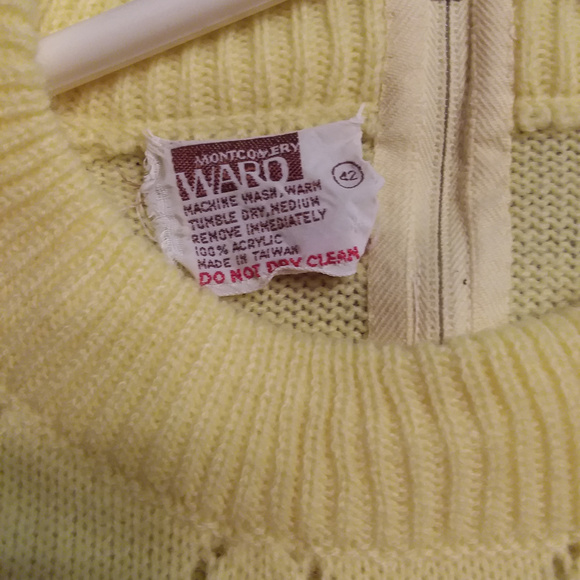 MONTGOMERY
WARD
42
MACHINE WASH, WARM
TUMBLE DRY, MEDIUM
REMOVE IMMEDIATELY
100% ACRYLIC
MADE IN TAIWAN
DO NOT DRY CLEAN